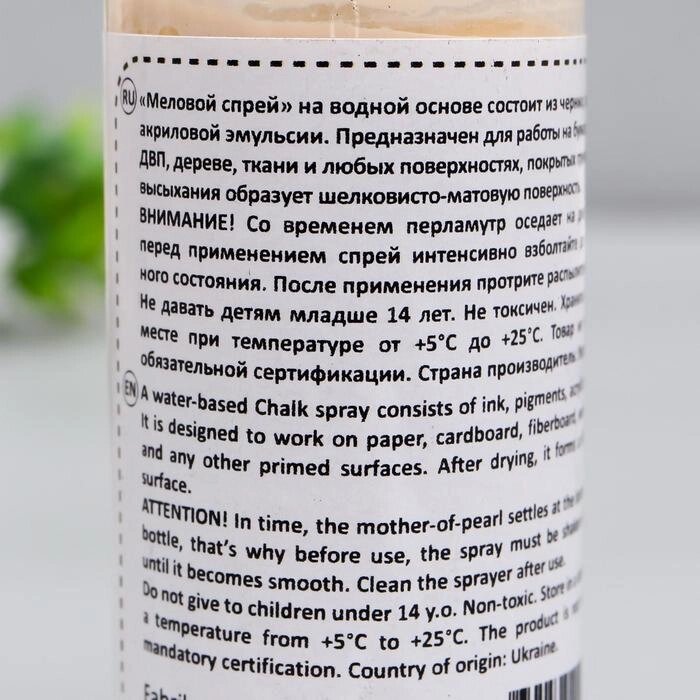 RU «Меловой спрей» на водной основе состоит из
акриловой эмульсии. Предназначен для работы на
ДВП, дереве, ткани и любых поверхностях, покрытых
высыхания образует шелковисто-матовую поверхность
ВНИМАНИЕ! Со временем перламутр оседает на
перед применением спрей интенсивно взболтайте
ного состояния. После применения протрите
Не давать детям младше 14 лет. Не токсичен.
месте при температуре от +5°C до +25°C. Товар
обязательной сертификации. Страна производитель
EN A water-based Chalk spray consists of ink, pigments,
It is designed to work on paper, cardboard, fiberboard,
and any other primed surfaces. After drying, it forms
surface.
ATTENTION! In time, the mother-of-pearl settles at the
bottle, that's why before use, the spray must be
until it becomes smooth. Clean the sprayer after use.
Do not give to children under 14 y.o. Non-toxic. Store in
a temperature from +5°C to +25°C. The product is
mandatory certification. Country of origin: Ukraine.